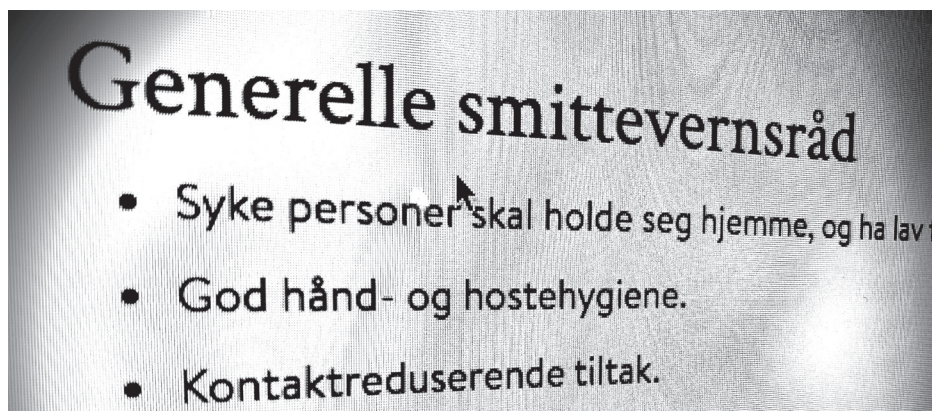 Generelle smittevernsråd
• Syke personer skal holde seg hjemme, og ha lav
• God hånd- og hostehygiene.
• Kontaktreduserende tiltak.